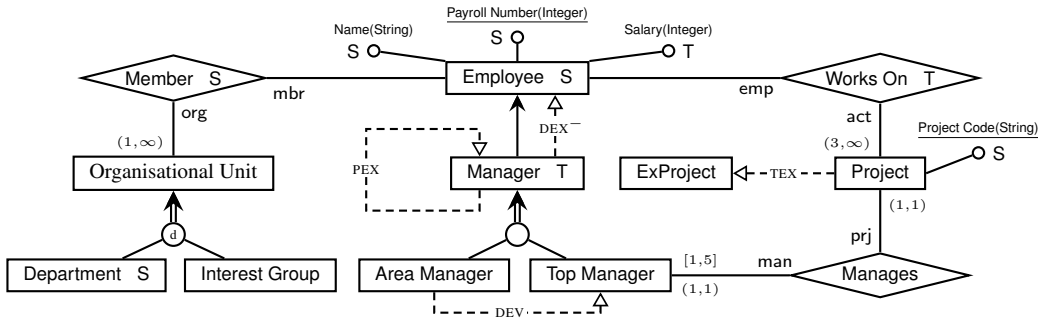 Payroll Number(Integer)
Name(String)
S
Salary(Integer)
S
T
Member S
Employee S
Works On T
mbr
emp
org
DEX−
act
Project Code(String)
(1,∞)
(3,∞)
S
Organisational Unit
PEX
Manager T
ExProject
TEX
Project
(1,1)
d
prj
Department S
Interest Group
Area Manager
Top Manager
[1,5]
man
Manages
(1,1)
DEV